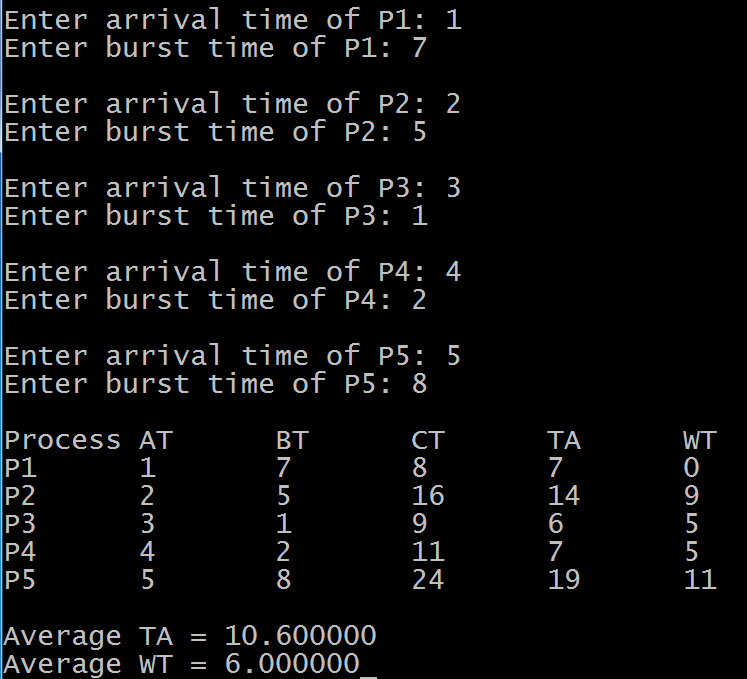 Enter arrival time of P1: 1
Enter burst time of P1: 7
Enter arrival time of P2: 2
Enter burst time of P2: 5
Enter arrival time of P3: 3
Enter burst time of P3: 1
Enter arrival time of P4: 4
Enter burst time of P4: 2
Enter arrival time of P5: 5
Enter burst time of P5: 8
Process AT BT CT TA WT
P1 1 7 8 7 0
P2 2 5 16 14 9
P3 3 1 9 6 5
P4 4 2 11 7 5
P5 5 8 24 19 11
Average TA = 10.600000
Average WT = 6.000000_